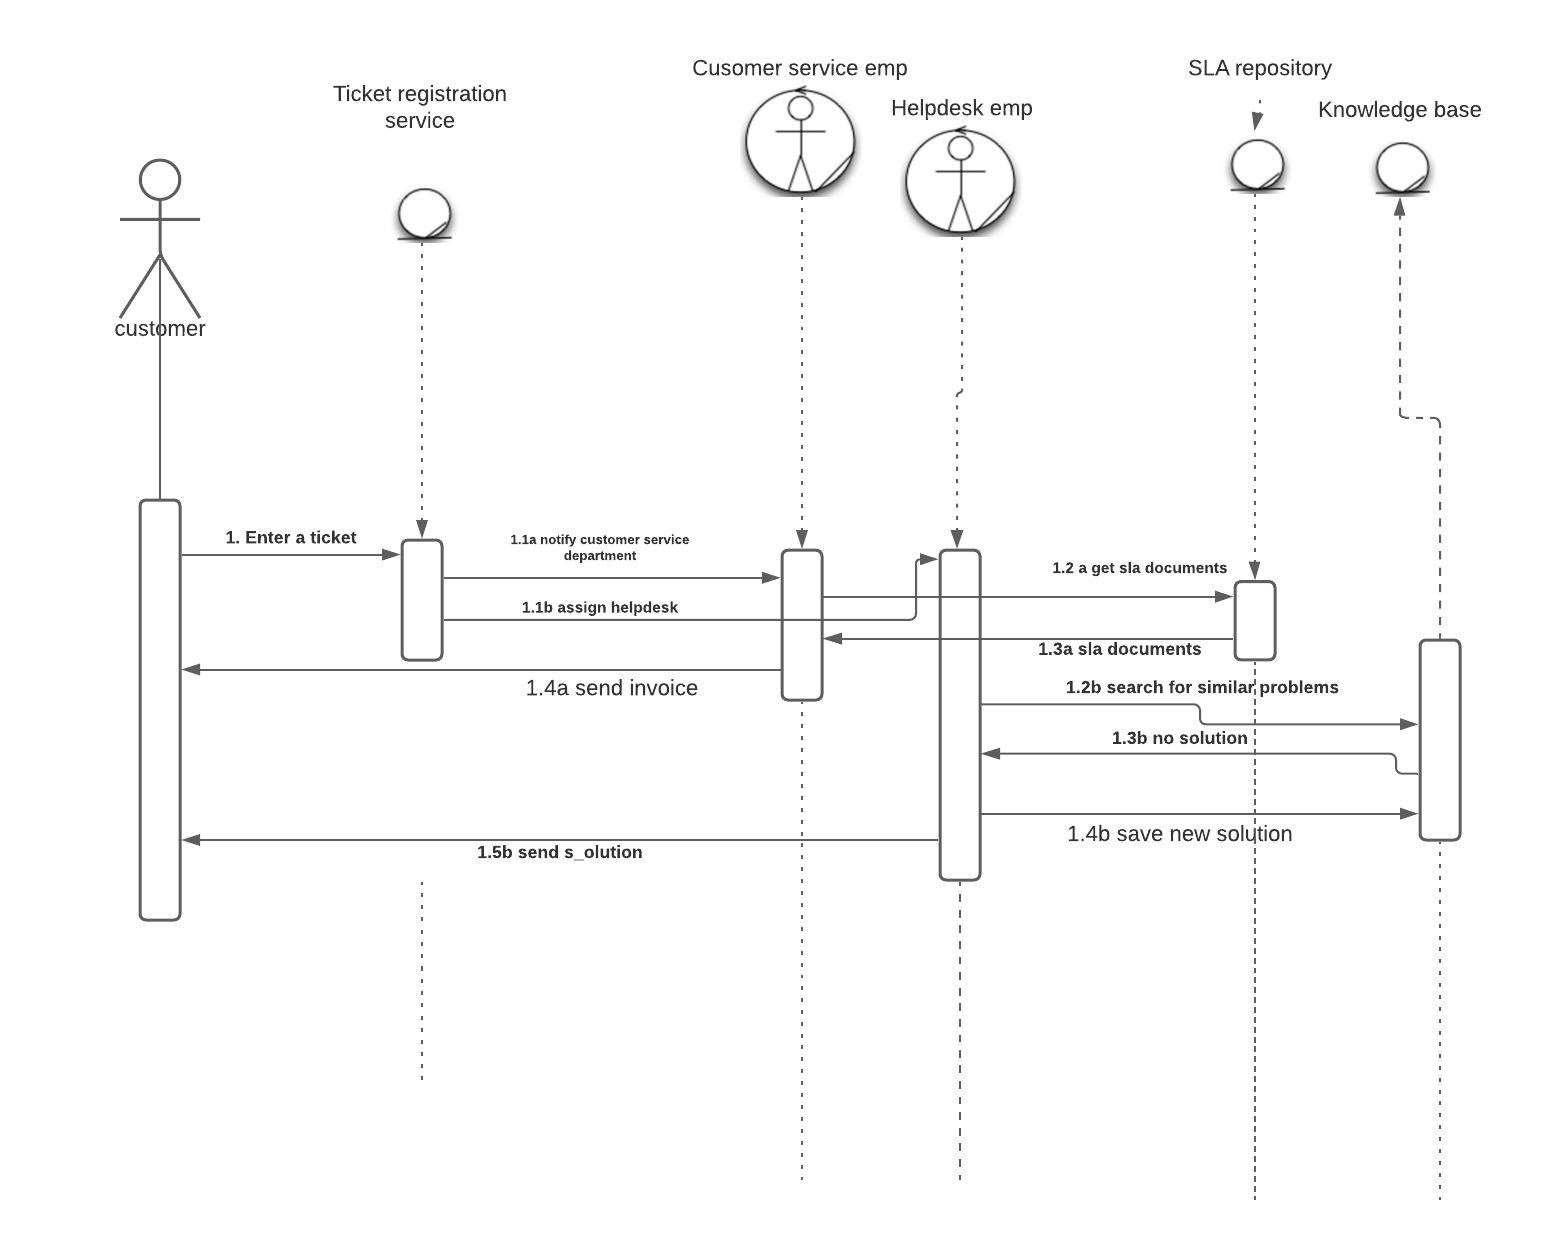 Cusomer service emp
SLA repository
Ticket registration
service
Helpdesk emp
Knowledge base
customer
1. Enter a ticket
1.1a notify customer service
department
1.2 a get sla documents
1.1b assign helpdesk
1.3a sla documents
1.4a send invoice
1.2b search for similar problems
1.3b no solution
1.4b save new solution
1.5b send s_olution